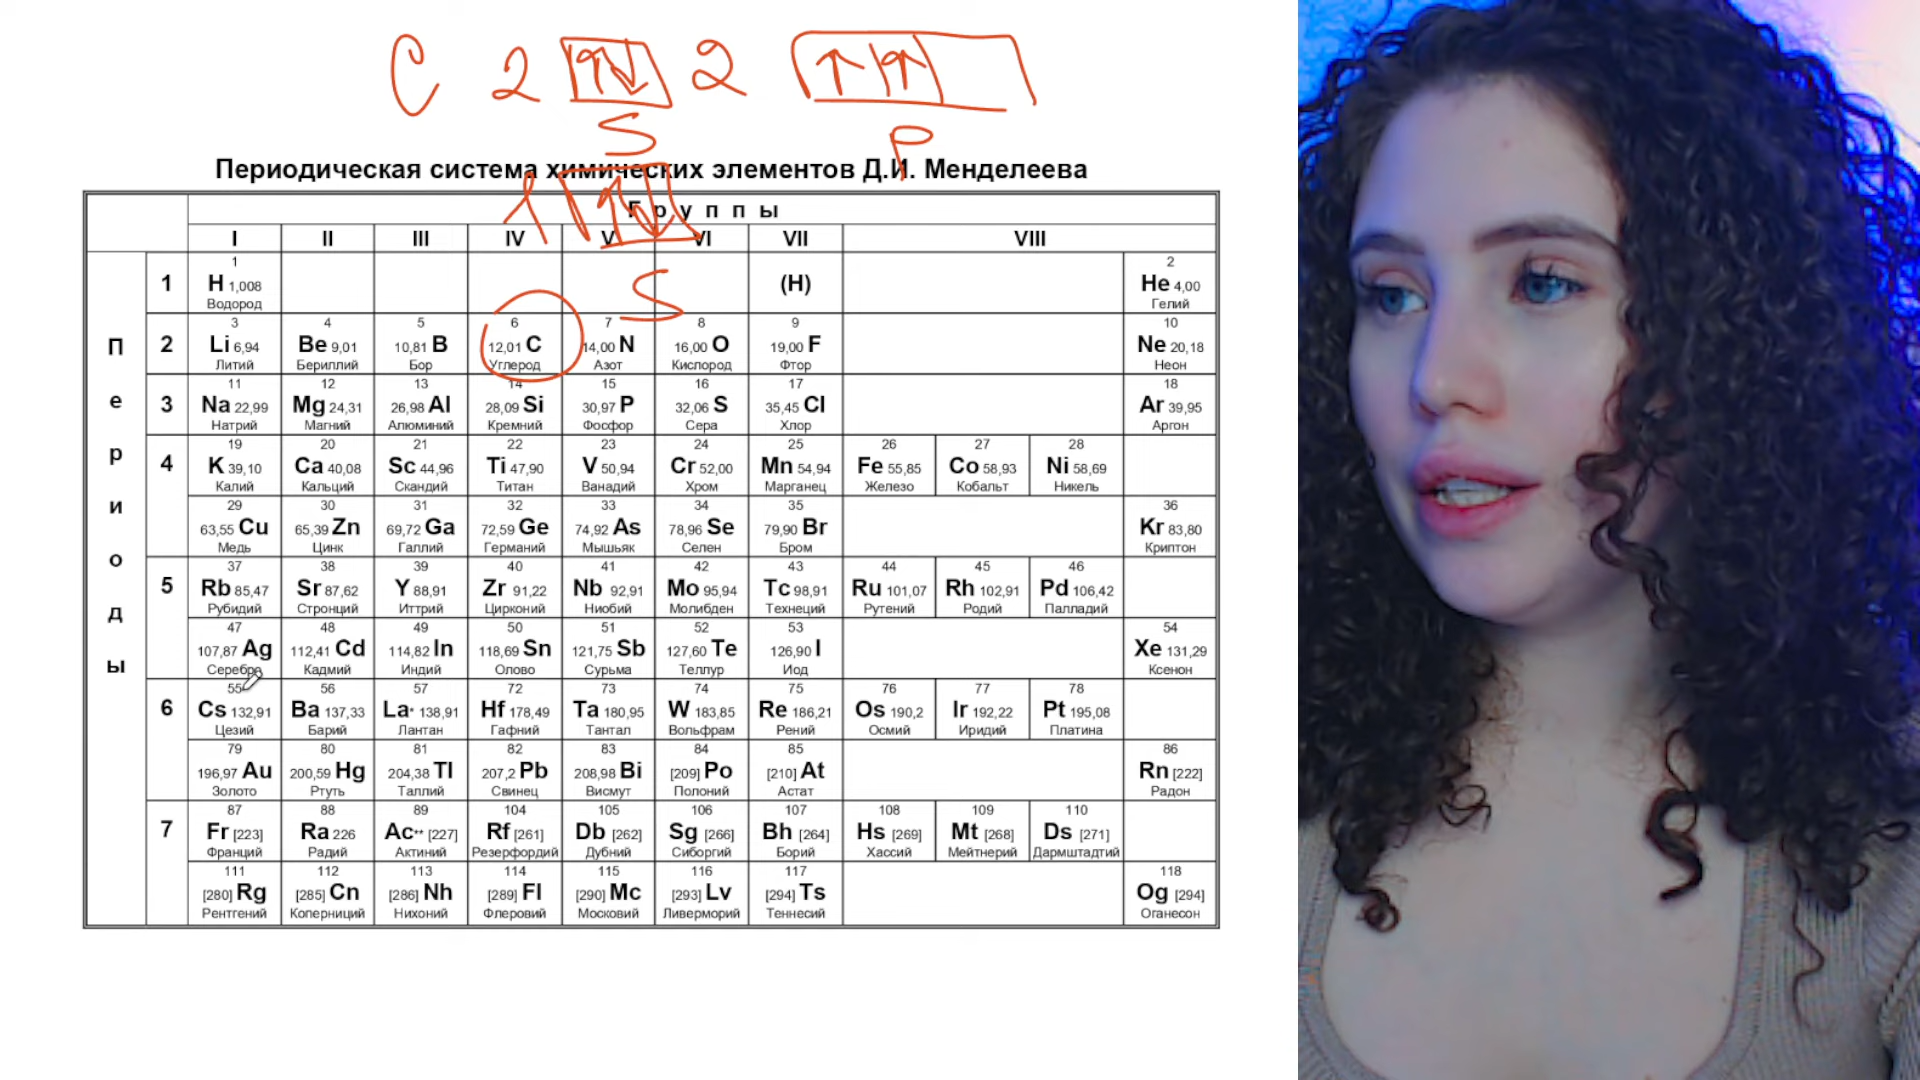 C 2 ↑↓ 2 ↑ ↑
S P
Периодическая система химических элементов Д.И. Менделеева
1 ↑↓
Группы
I II III IV V VI VII VIII
S
Периоды
1
1 2
H 1,008 (H) He 4,00
Водород Гелий
2
3 4 5 6 7 8 9 10
Li 6,94 Be 9,01 10,81 B 12,01 C 14,00 N 16,00 O 19,00 F Ne 20,18
Литий Бериллий Бор Углерод Азот Кислород Фтор Неон
3
11 12 13 14 15 16 17 18
Na 22,99 Mg 24,31 26,98 Al 28,09 Si 30,97 P 32,06 S 35,45 Cl Ar 39,95
Натрий Магний Алюминий Кремний Фосфор Сера Хлор Аргон
4
19 20 21 22 23 24 25 26 27 28
K 39,10 Ca 40,08 Sc 44,96 Ti 47,90 V 50,94 Cr 52,00 Mn 54,94 Fe 55,85 Co 58,93 Ni 58,69
Калий Кальций Скандий Титан Ванадий Хром Марганец Железо Кобальт Никель
29 30 31 32 33 34 35 36
63,55 Cu 65,39 Zn 69,72 Ga 72,59 Ge 74,92 As 78,96 Se 79,90 Br Kr 83,80
Медь Цинк Галлий Германий Мышьяк Селен Бром Криптон
5
37 38 39 40 41 42 43 44 45 46
Rb 85,47 Sr 87,62 Y 88,91 Zr 91,22 Nb 92,91 Mo 95,94 Tc 98,91 Ru 101,07 Rh 102,91 Pd 106,42
Рубидий Стронций Иттрий Цирконий Ниобий Молибден Технеций Рутений Родий Палладий
47 48 49 50 51 52 53 54
107,87 Ag 112,41 Cd 114,82 In 118,69 Sn 121,75 Sb 127,60 Te 126,90 I Xe 131,29
Серебро Кадмий Индий Олово Сурьма Теллур Иод Ксенон
6
55 56 57 72 73 74 75 76 77 78
Cs 132,91 Ba 137,33 La* 138,91 Hf 178,49 Ta 180,95 W 183,85 Re 186,21 Os 190,2 Ir 192,22 Pt 195,08
Цезий Барий Лантан Гафний Тантал Вольфрам Рений Осмий Иридий Платина
79 80 81 82 83 84 85 86
196,97 Au 200,59 Hg 204,38 Tl 207,2 Pb 208,98 Bi [209] Po [210] At Rn [222]
Золото Ртуть Таллий Свинец Висмут Полоний Астат Радон
7
87 88 89 104 105 106 107 108 109 110
Fr [223] Ra 226 Ac** [227] Rf [261] Db [262] Sg [266] Bh [264] Hs [269] Mt [268] Ds [271]
Франций Радий Актиний Резерфордий Дубний Сиборгий Борий Хассий Мейтнерий Дармштадтий
111 112 113 114 115 116 117 118
[280] Rg [285] Cn [286] Nh [289] Fl [290] Mc [293] Lv [294] Ts Og [294]
Рентгений Коперниций Нихоний Флеровий Московий Ливерморий Теннесий Оганесон